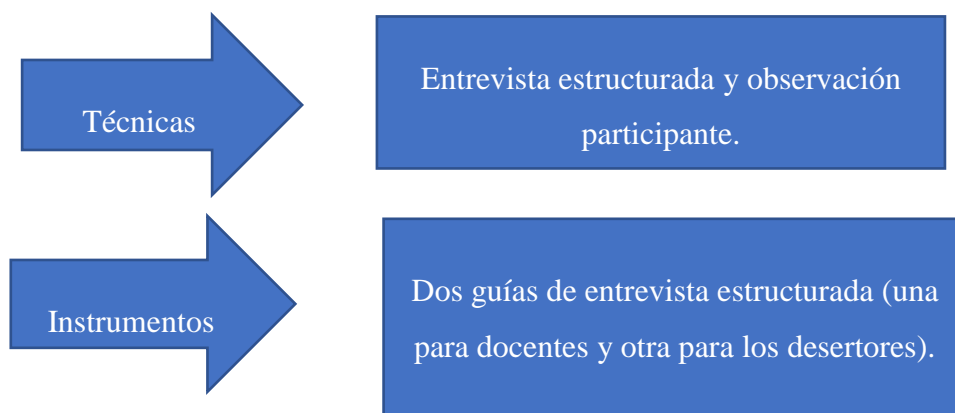 Técnicas
Entrevista estructurada y observación
participante.
Instrumentos
Dos guías de entrevista estructurada (una
para docentes y otra para los desertores).